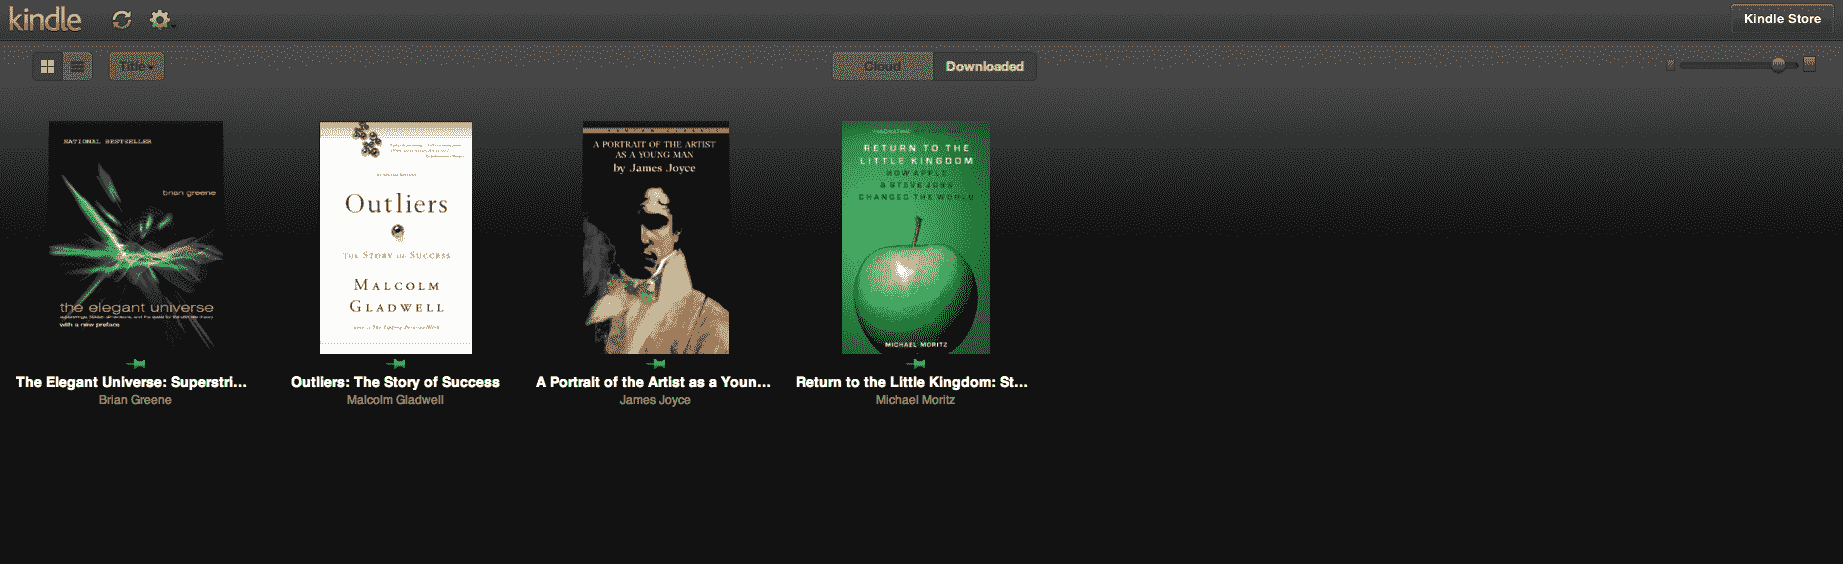 kindle
Kindle Store
Title
Cloud
Downloaded
NATIONAL BESTSELLER
brian greene
the elegant universe
with a new preface
Outliers
THE STORY OF SUCCESS
MALCOLM
GLADWELL
A PORTRAIT OF THE ARTIST
AS A YOUNG MAN
by James Joyce
RETURN TO THE
LITTLE KINGDOM
HOW APPLE
& STEVE JOBS
CHANGED THE WORLD
MICHAEL MORITZ
The Elegant Universe: Superstri...
Brian Greene
Outliers: The Story of Success
Malcolm Gladwell
A Portrait of the Artist as a Youn...
James Joyce
Return to the Little Kingdom: St...
Michael Moritz